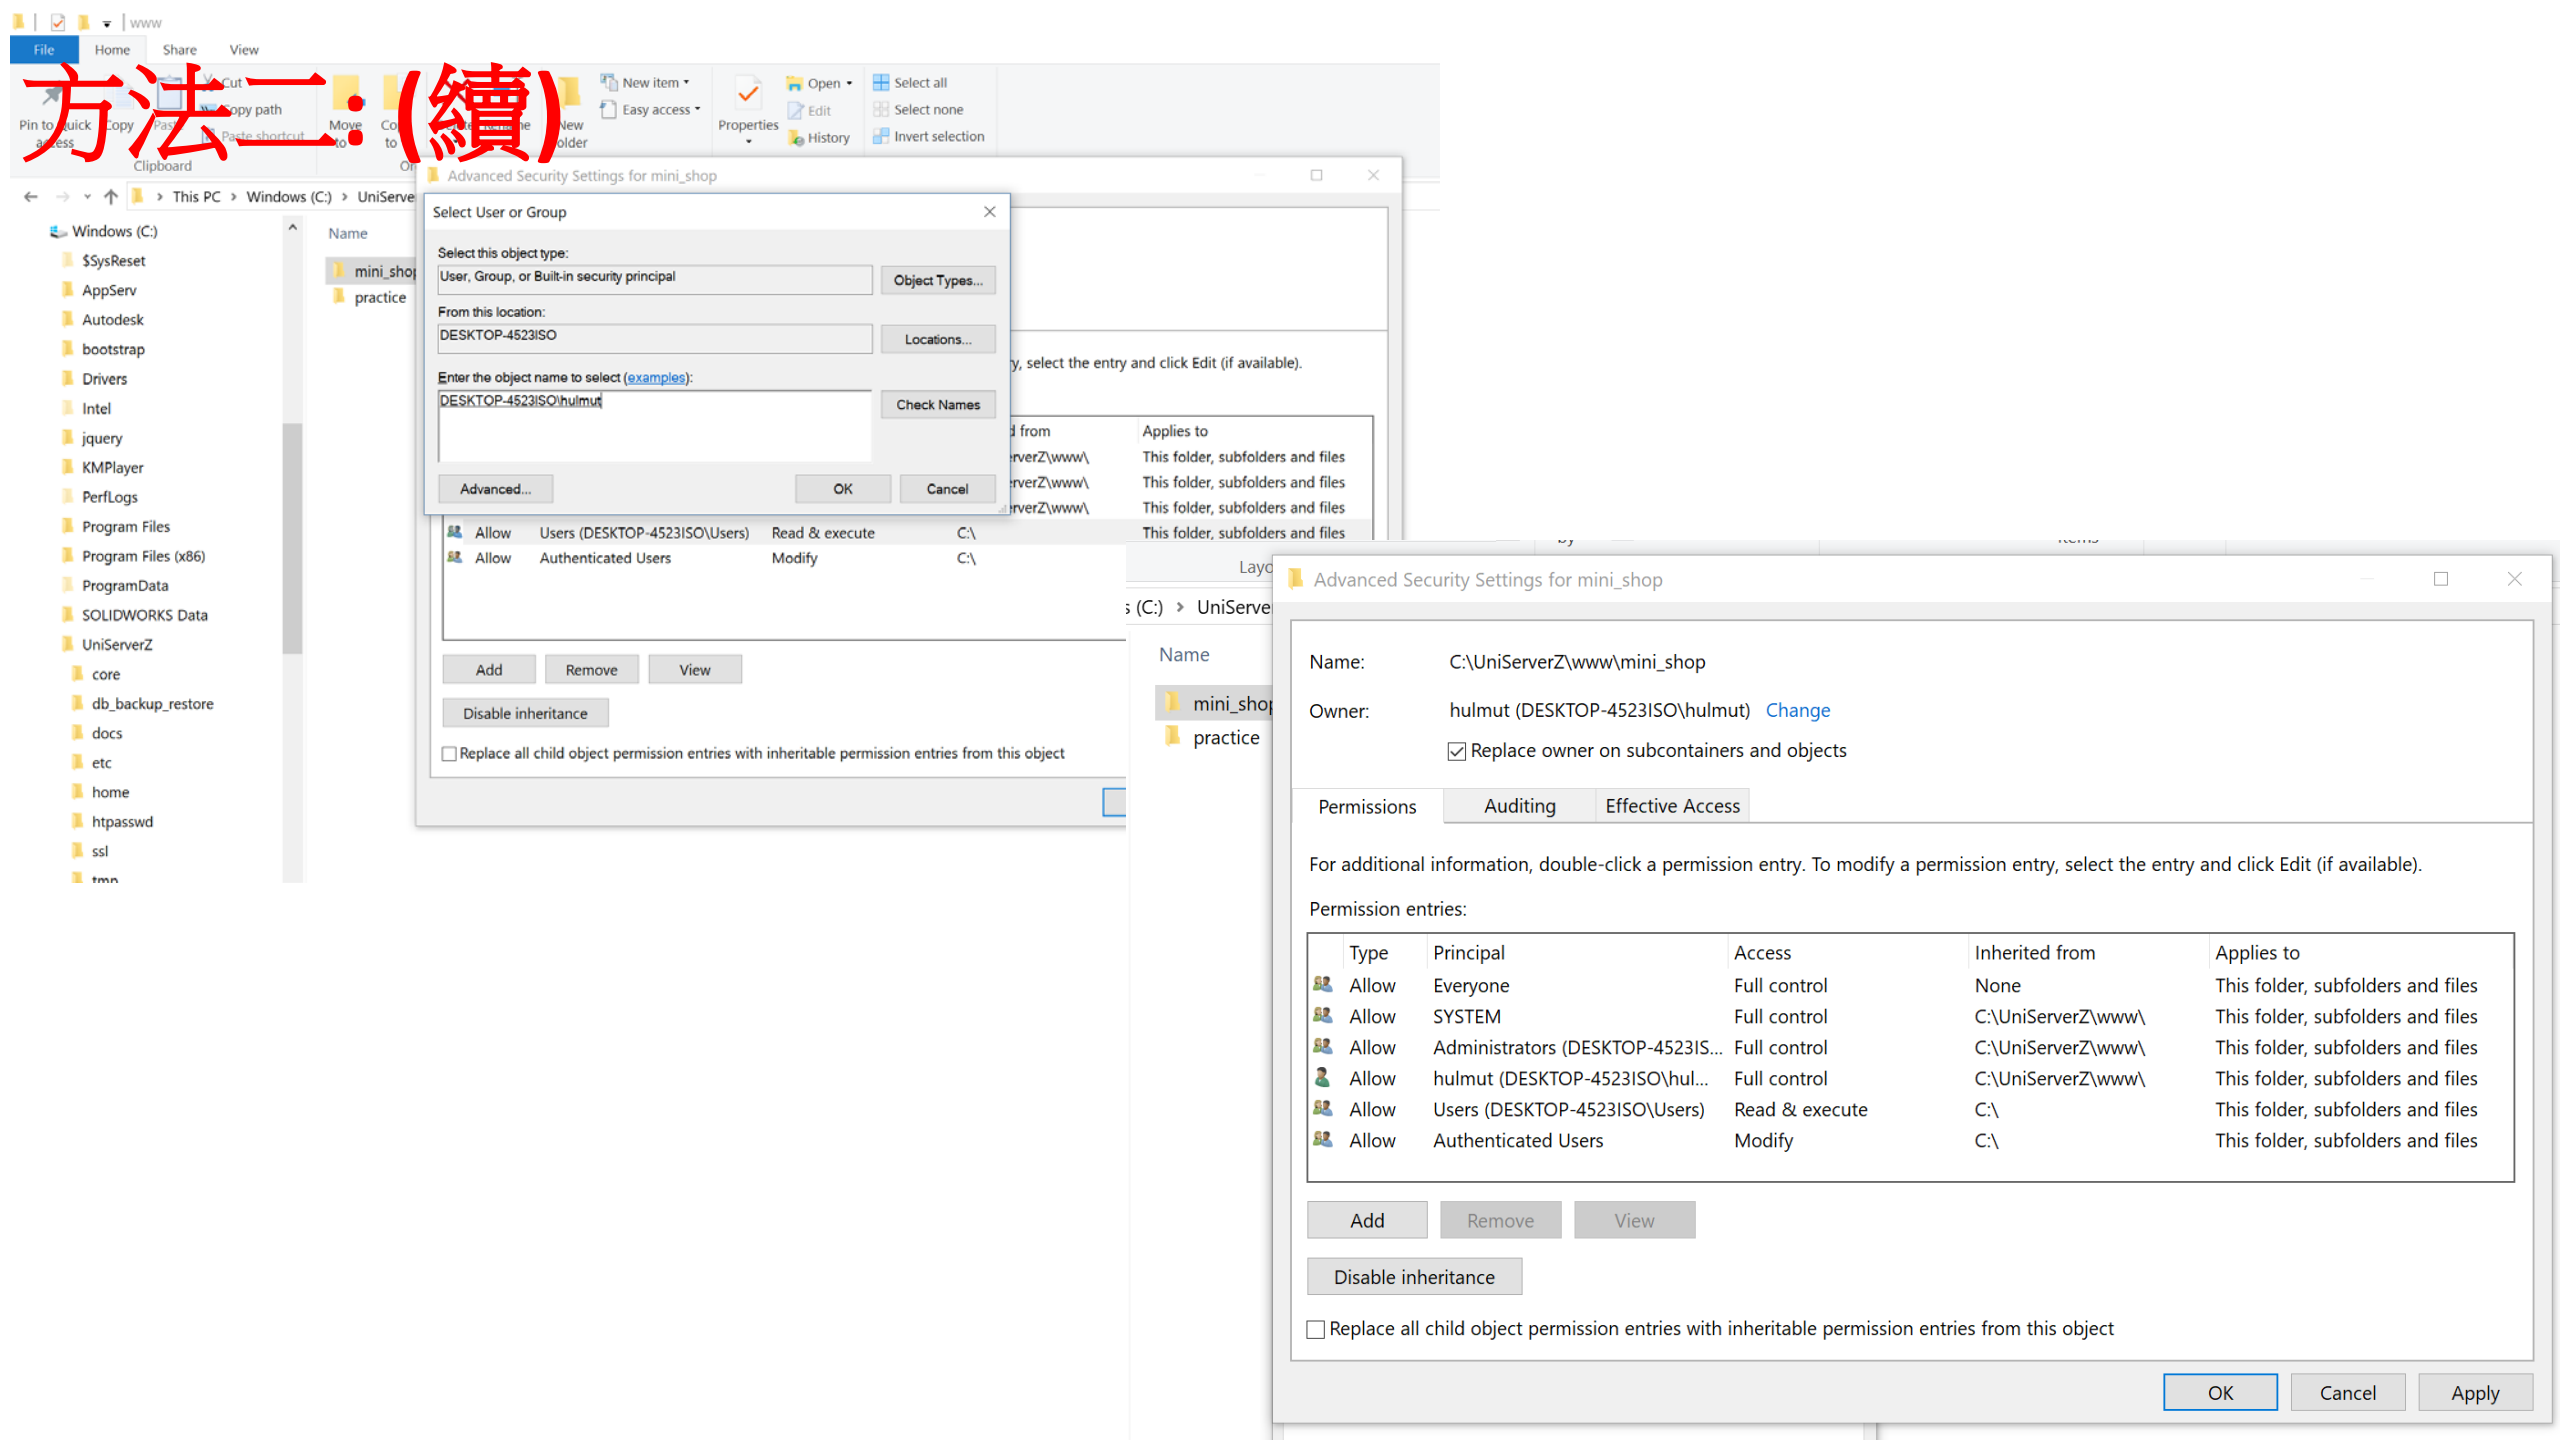 www
File Home Share View
方法二: (續)
Pin to Quick access
Copy
Cut
Copy path
Paste shortcut
Clipboard
Move to
New item
Easy access
Properties
Open
Edit
History
Select all
Select none
Invert selection
This PC > Windows (C:) > UniServe
Windows (C:)
$SysReset
AppServ
Autodesk
bootstrap
Drivers
Intel
jquery
KMPlayer
PerfLogs
Program Files
Program Files (x86)
ProgramData
SOLIDWORKS Data
UniServerZ
core
db_backup_restore
docs
etc
home
htpasswd
ssl
tmp
Name
mini_shop
practice
Advanced Security Settings for mini_shop
Select User or Group
Select this object type:
User, Group, or Built-in security principal
Object Types...
From this location:
DESKTOP-4523ISO
Locations...
Enter the object name to select (examples):
DESKTOP-4523ISO\hulmut
Check Names
Advanced... OK Cancel
y, select the entry and click Edit (if available).
d from Applies to
erverZ\www\ This folder, subfolders and files
erverZ\www\ This folder, subfolders and files
erverZ\www\ This folder, subfolders and files
Allow Users (DESKTOP-4523ISO\Users) Read & execute C:\ This folder, subfolders and files
Allow Authenticated Users Modify C:\
Add Remove View
Disable inheritance
Replace all child object permission entries with inheritable permission entries from this object
Layo
s (C:) > UniServe
Name
mini_shop
practice
Advanced Security Settings for mini_shop
Name: C:\UniServerZ\www\mini_shop
Owner: hulmut (DESKTOP-4523ISO\hulmut) Change
Replace owner on subcontainers and objects
Permissions Auditing Effective Access
For additional information, double-click a permission entry. To modify a permission entry, select the entry and click Edit (if available).
Permission entries:
Type Principal Access Inherited from Applies to
Allow Everyone Full control None This folder, subfolders and files
Allow SYSTEM Full control C:\UniServerZ\www\ This folder, subfolders and files
Allow Administrators (DESKTOP-4523IS... Full control C:\UniServerZ\www\ This folder, subfolders and files
Allow hulmut (DESKTOP-4523ISO\hul... Full control C:\UniServerZ\www\ This folder, subfolders and files
Allow Users (DESKTOP-4523ISO\Users) Read & execute C:\ This folder, subfolders and files
Allow Authenticated Users Modify C:\ This folder, subfolders and files
Add Remove View
Disable inheritance
Replace all child object permission entries with inheritable permission entries from this object
OK Cancel Apply